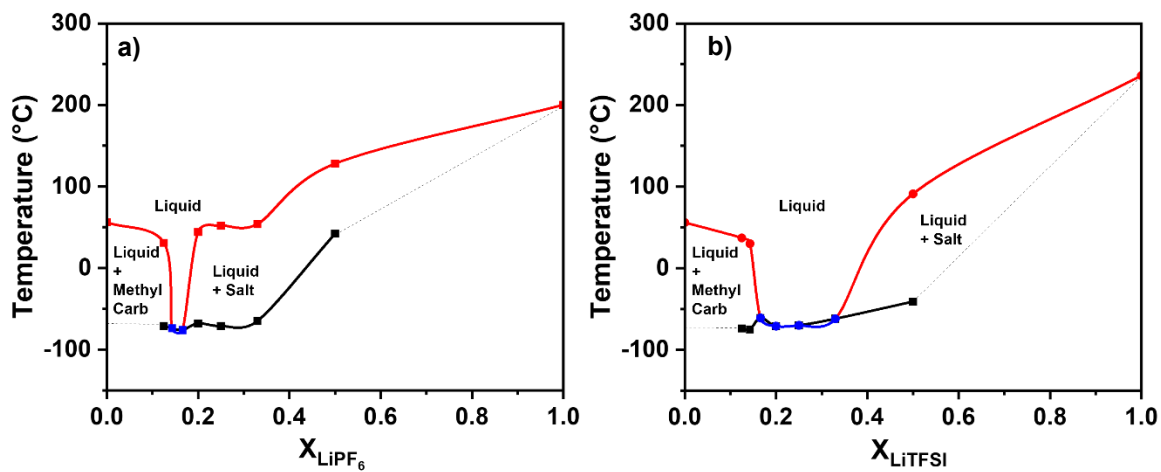 a)
300
200
100
0
-100
Temperature (°C)
Liquid
Liquid
+
Methyl
Carb
Liquid
+ Salt
0.0 0.2 0.4 0.6 0.8 1.0
X_LiPF₆
b)
300
200
100
0
-100
Temperature (°C)
Liquid
Liquid
+
Methyl
Carb
Liquid
+ Salt
0.0 0.2 0.4 0.6 0.8 1.0
X_LiTFSI